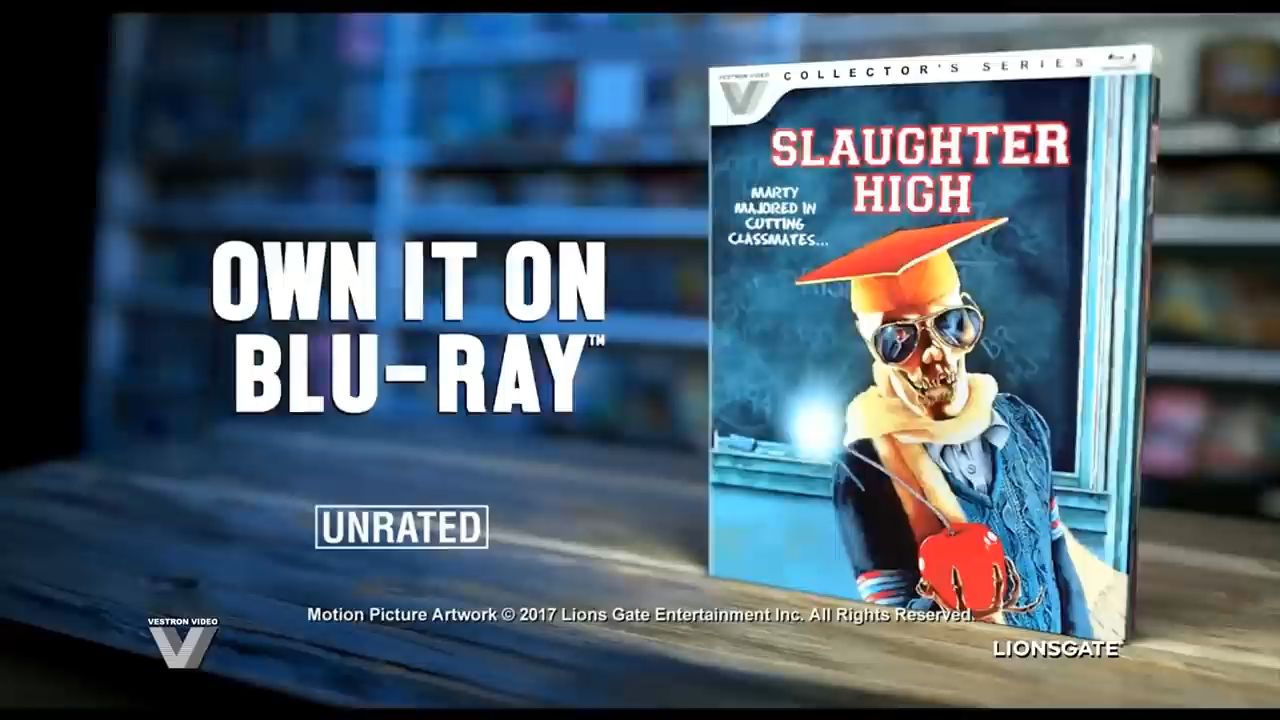 VESTRON VIDEO
COLLECTOR'S SERIES
SLAUGHTER
HIGH
MARTY
MAJORED IN
CUTTING
CLASSMATES...
OWN IT ON
BLU-RAY™
UNRATED
Motion Picture Artwork © 2017 Lions Gate Entertainment Inc. All Rights Reserved.
VESTRON VIDEO
LIONSGATE